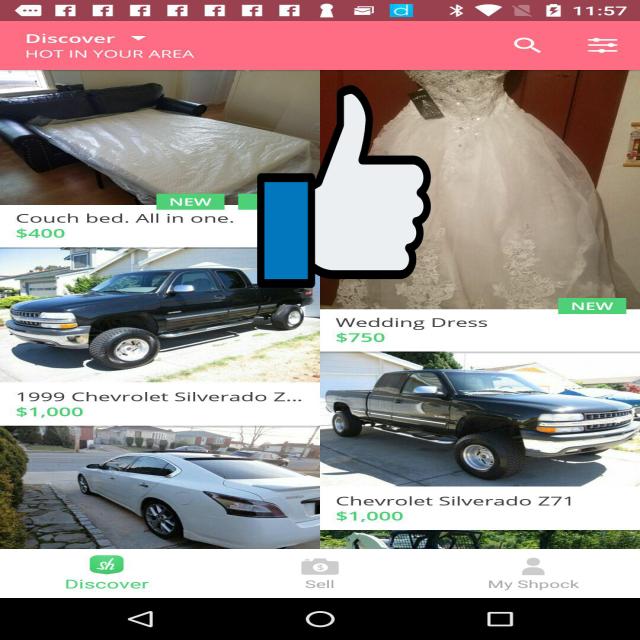 11:57
Discover
HOT IN YOUR AREA
NEW
Couch bed. All in one.
$400
NEW
Wedding Dress
$750
1999 Chevrolet Silverado Z...
$1,000
Chevrolet Silverado Z71
$1,000
sh
Discover
Sell
My Shpock